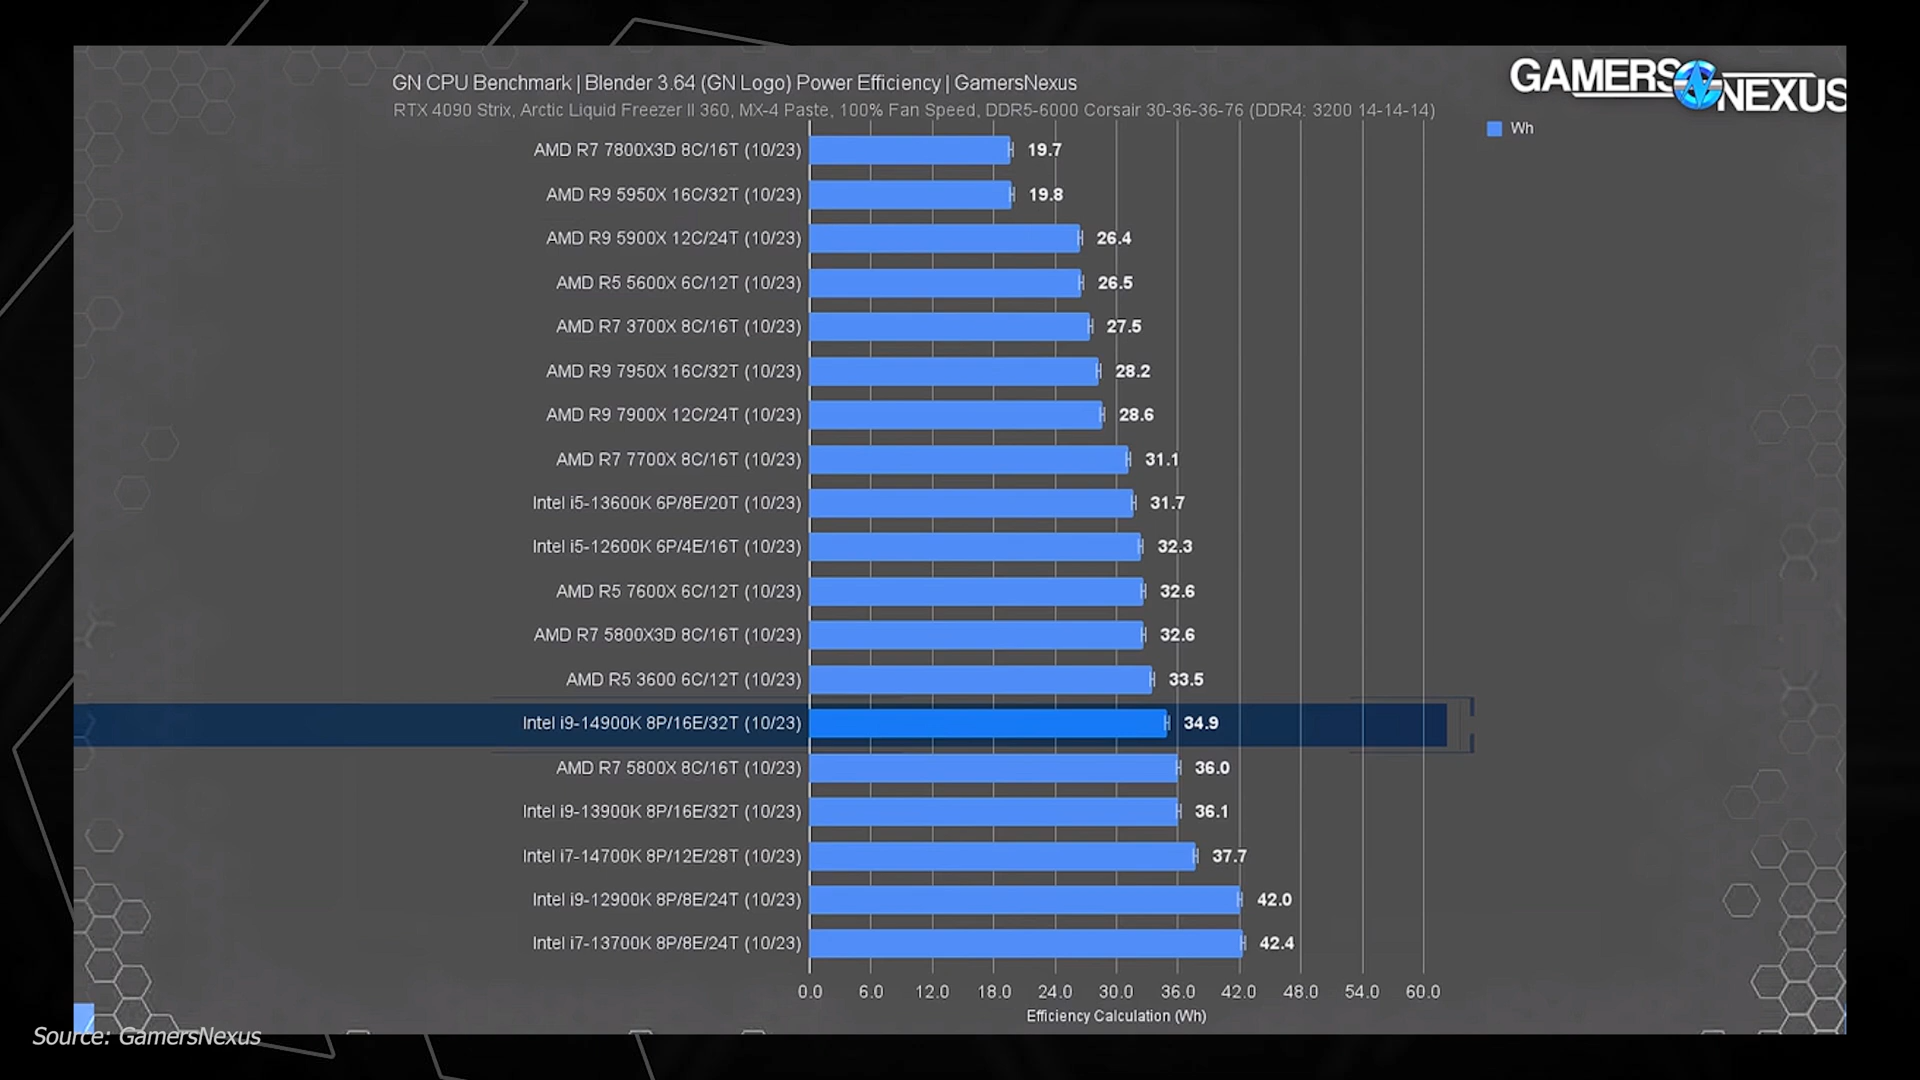 GN CPU Benchmark | Blender 3.64 (GN Logo) Power Efficiency | GamersNexus
GAMERS NEXUS
RTX 4090 Strix, Arctic Liquid Freezer II 360, MX-4 Paste, 100% Fan Speed, DDR5-6000 Corsair 30-36-36-76 (DDR4: 3200 14-14-14)
Wh
AMD R7 7800X3D 8C/16T (10/23) 19.7
AMD R9 5950X 16C/32T (10/23) 19.8
AMD R9 5900X 12C/24T (10/23) 26.4
AMD R5 5600X 6C/12T (10/23) 26.5
AMD R7 3700X 8C/16T (10/23) 27.5
AMD R9 7950X 16C/32T (10/23) 28.2
AMD R9 7900X 12C/24T (10/23) 28.6
AMD R7 7700X 8C/16T (10/23) 31.1
Intel i5-13600K 6P/8E/20T (10/23) 31.7
Intel i5-12600K 6P/4E/16T (10/23) 32.3
AMD R5 7600X 6C/12T (10/23) 32.6
AMD R7 5800X3D 8C/16T (10/23) 32.6
AMD R5 3600 6C/12T (10/23) 33.5
Intel i9-14900K 8P/16E/32T (10/23) 34.9
AMD R7 5800X 8C/16T (10/23) 36.0
Intel i9-13900K 8P/16E/32T (10/23) 36.1
Intel i7-14700K 8P/12E/28T (10/23) 37.7
Intel i9-12900K 8P/8E/24T (10/23) 42.0
Intel i7-13700K 8P/8E/24T (10/23) 42.4
0.0 6.0 12.0 18.0 24.0 30.0 36.0 42.0 48.0 54.0 60.0
Efficiency Calculation (Wh)
Source: GamersNexus